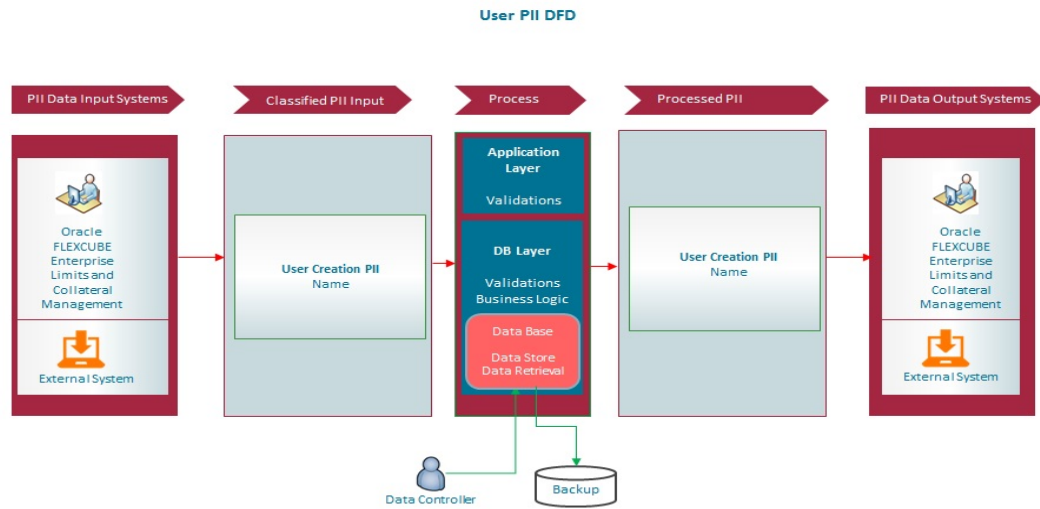 User PII DFD
PII Data Input Systems
Classified PII Input
Process
Processed PII
PII Data Output Systems
Oracle
FLEXCUBE
Enterprise
Limits and
Collateral
Management
External System
User Creation PII
Name
Application
Layer
Validations
DB Layer
Validations
Business Logic
Data Base
Data Store
Data Retrieval
User Creation PII
Name
Oracle
FLEXCUBE
Enterprise
Limits and
Collateral
Management
External System
Data Controller
Backup